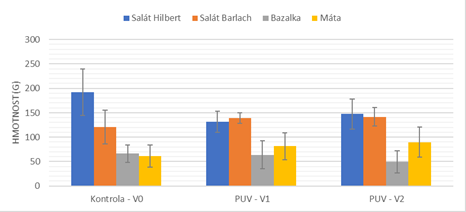 Salát Hilbert Salát Barlach Bazalka Máta
HMOTNOST(G)
300
250
200
150
100
50
0
Kontrola - V0 PUV - V1 PUV - V2